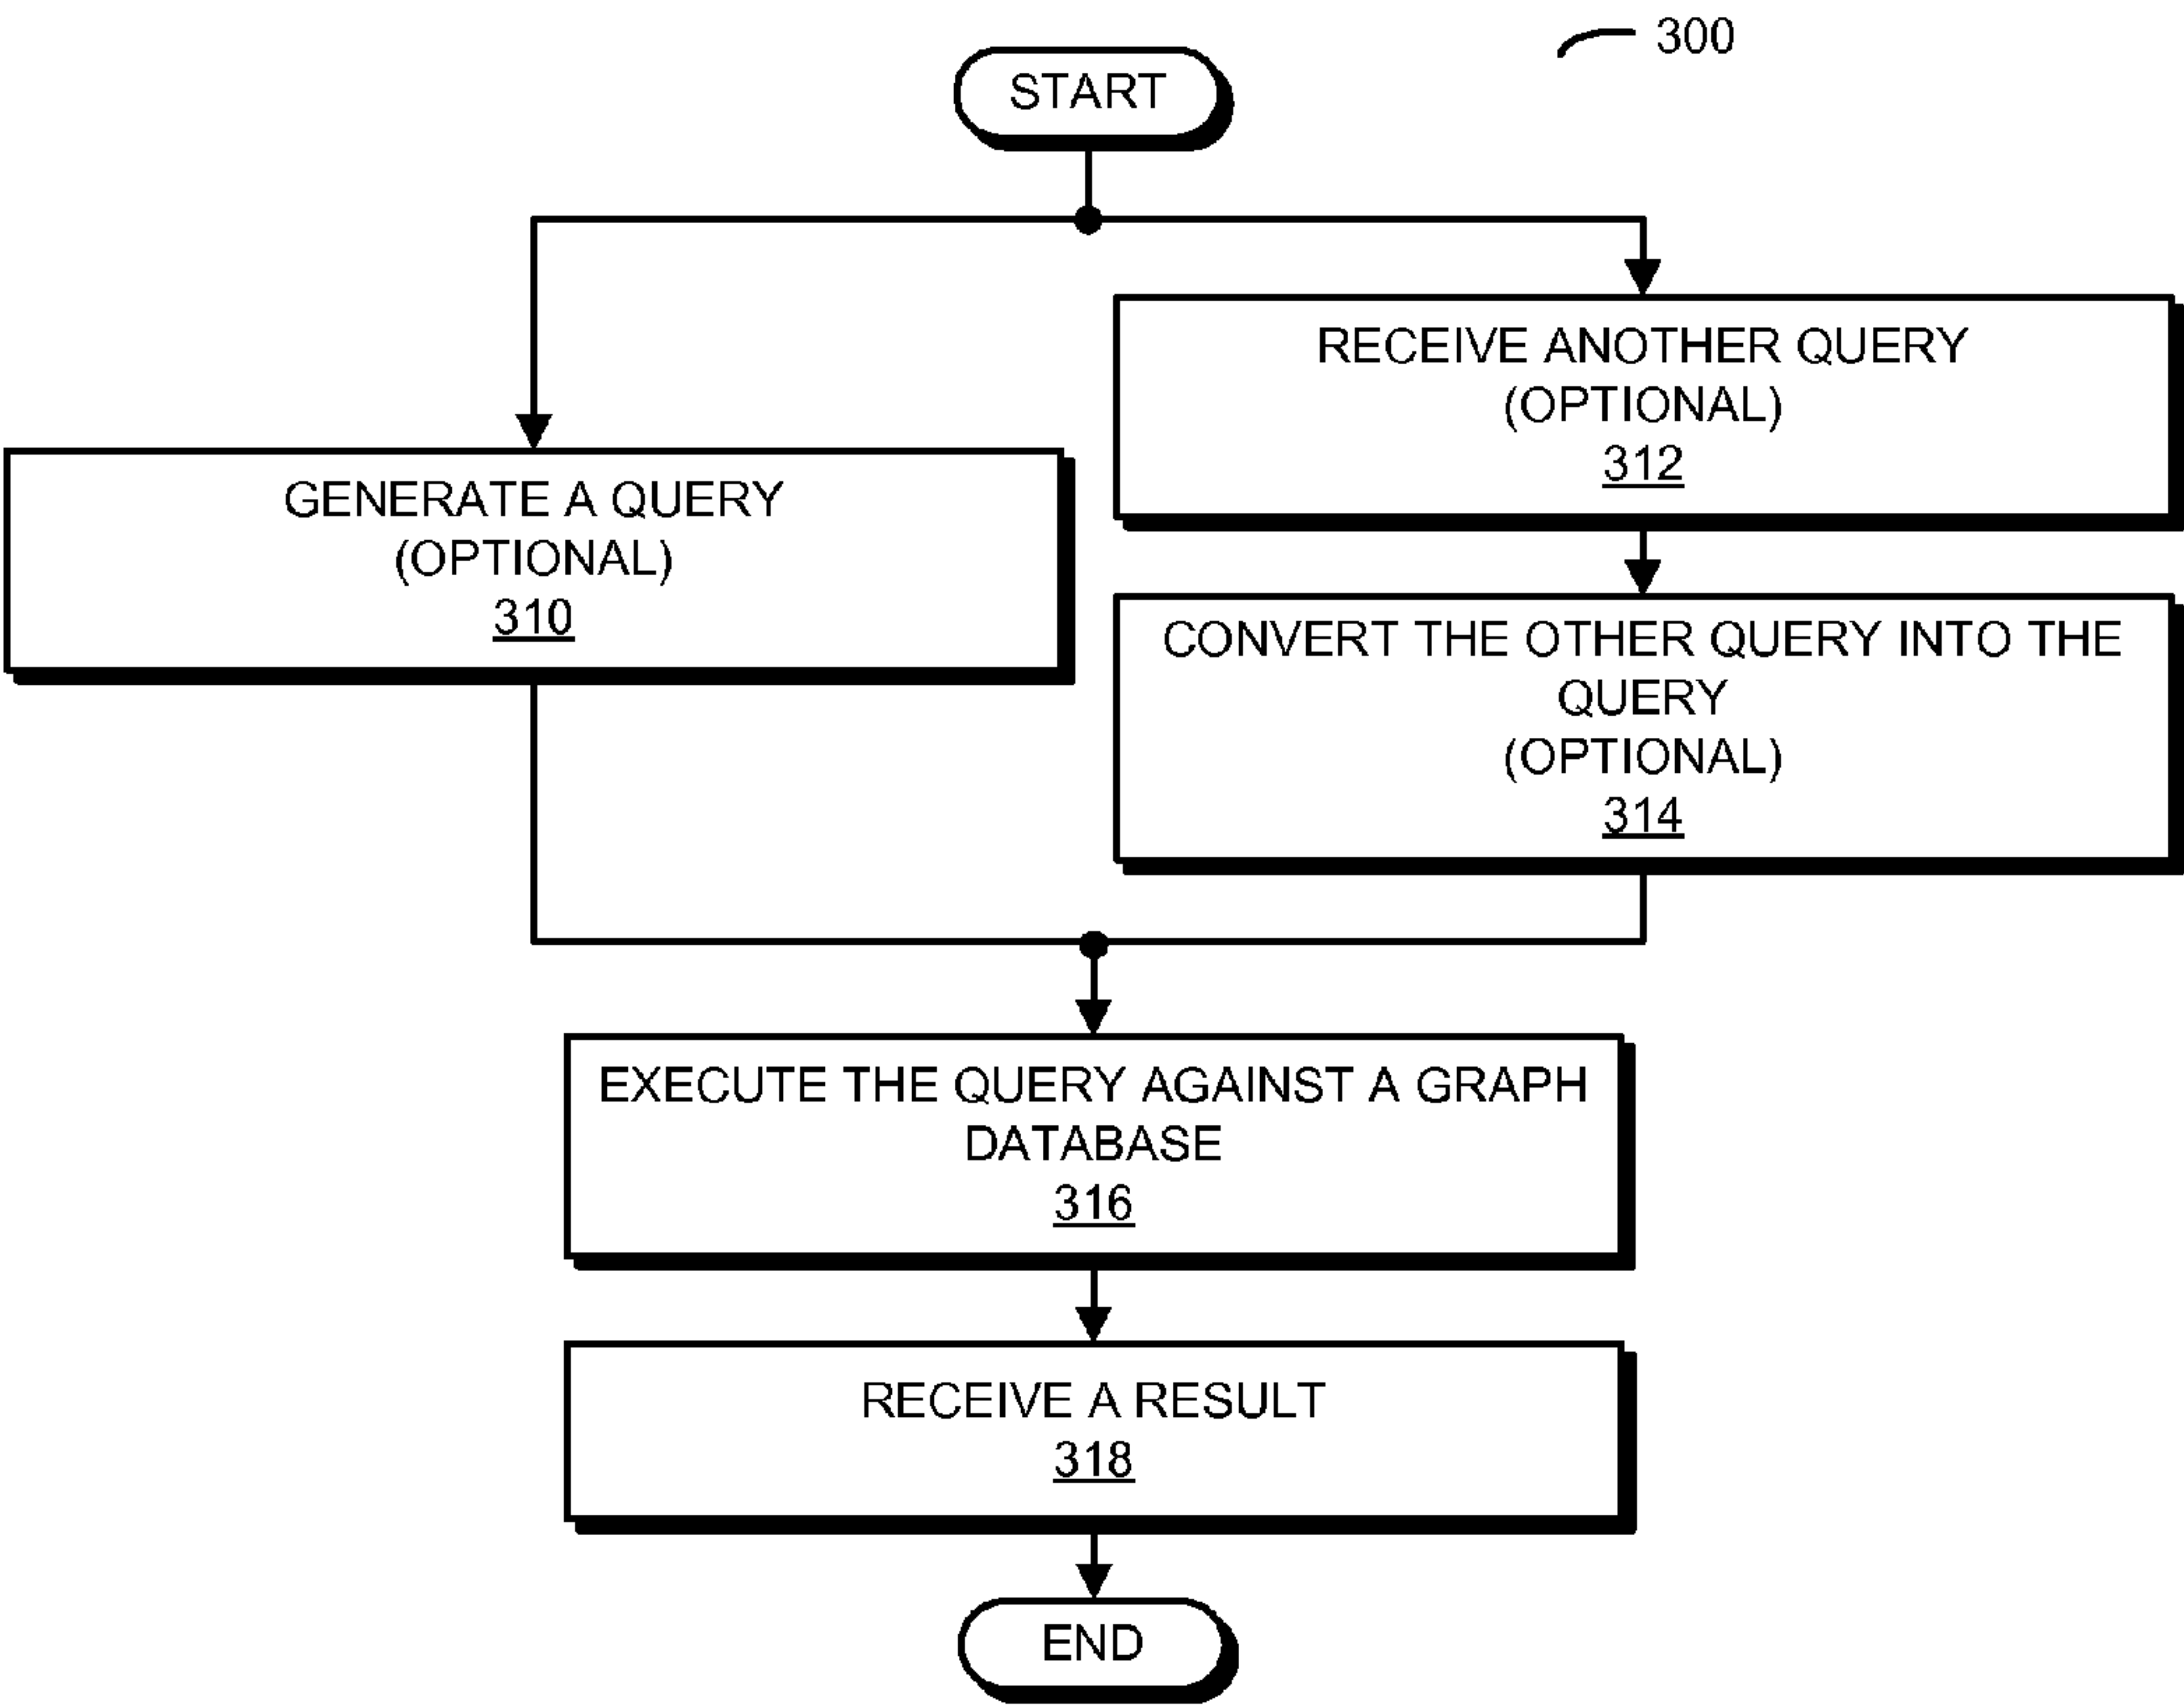 300
START
RECEIVE ANOTHER QUERY
(OPTIONAL)
312
GENERATE A QUERY
(OPTIONAL)
310
CONVERT THE OTHER QUERY INTO THE
QUERY
(OPTIONAL)
314
EXECUTE THE QUERY AGAINST A GRAPH
DATABASE
316
RECEIVE A RESULT
318
END